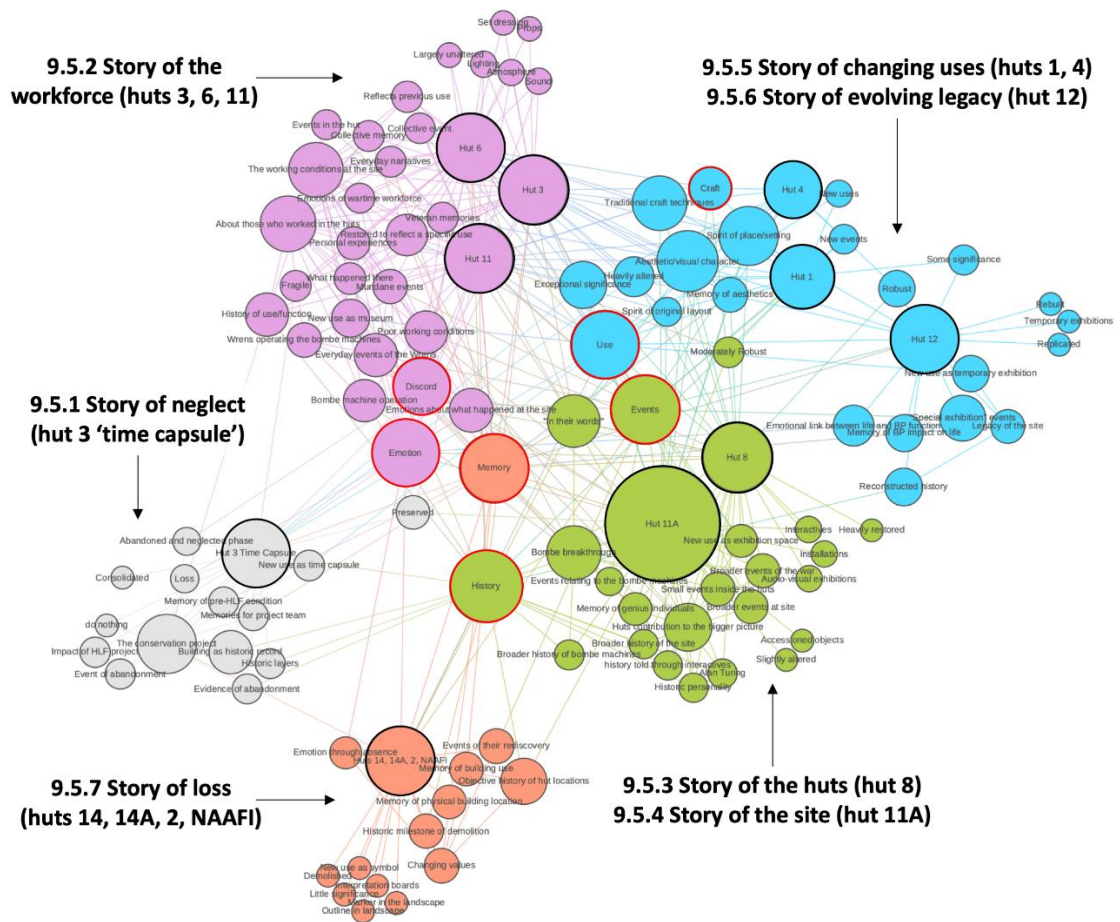 9.5.2 Story of the
workforce (huts 3, 6, 11)
9.5.5 Story of changing uses (huts 1, 4)
9.5.6 Story of evolving legacy (hut 12)
9.5.1 Story of neglect
(hut 3 ‘time capsule’)
9.5.7 Story of loss
(huts 14, 14A, 2, NAAFI)
9.5.3 Story of the huts (hut 8)
9.5.4 Story of the site (hut 11A)
Set dressing
Props
Largely unaltered
Lighting
Atmosphere
Sound
Reflects previous use
Events in the hut
Collective event
Collective memory
Hut 6
Everyday narratives
The working conditions at the site
Hut 3
Emotions of wartime workforce
Veteran memories
About those who worked in the huts
Restored to reflect a specific use
Personal experiences
Hut 11
What happened there
Fragile
Mundane events
History of use/function
New use as museum
Poor working conditions
Wrens operating the bombe machines
Everyday events of the Wrens
Discord
Bombe machine operation
Emotions about what happened at the site
Emotion
Craft
Hut 4
New uses
Traditional craft techniques
Spirit of place/setting
New events
Aesthetic/visual character
Some significance
Heavily altered
Hut 1
Exceptional significance
Robust
Memory of aesthetics
Spirit of original layout
Rebuilt
Temporary exhibitions
Use
Hut 12
Replicated
New use as temporary exhibition
"Special exhibition" events
Emotional link between life and BP function
Memory of BP impact on life
Legacy of the site
Reconstructed history
Moderately Robust
Events
"In their words"
Hut 8
Memory
Hut 11A
Preserved
Interactives
Heavily restored
New use as exhibition space
Bombe breakthrough
Installations
Broader events of the war
Events relating to the bombe machines
Audio-visual exhibitions
Small events inside the huts
History
Memory of genius individuals
Broader events at site
Huts contribution to the bigger picture
Accessioned objects
Broader history of the site
Broader history of bombe machines
Slightly altered
history told through interactives
Alan Turing
Historic personality
Abandoned and neglected phase
Hut 3 Time Capsule
New use as time capsule
Consolidated
Loss
Memory of pre-HLF condition
Memories for project team
do nothing
The conservation project
Building as historic record
Impact of HLF project
Historic layers
Event of abandonment
Evidence of abandonment
Events of their rediscovery
Emotion through absence
Huts 14, 14A, 2, NAAFI
Memory of building use
Objective history of hut locations
Memory of physical building location
Historic milestone of demolition
Changing values
New use as symbol
Demolished
Interpretation boards
Little significance
Marker in the landscape
Outline in landscape